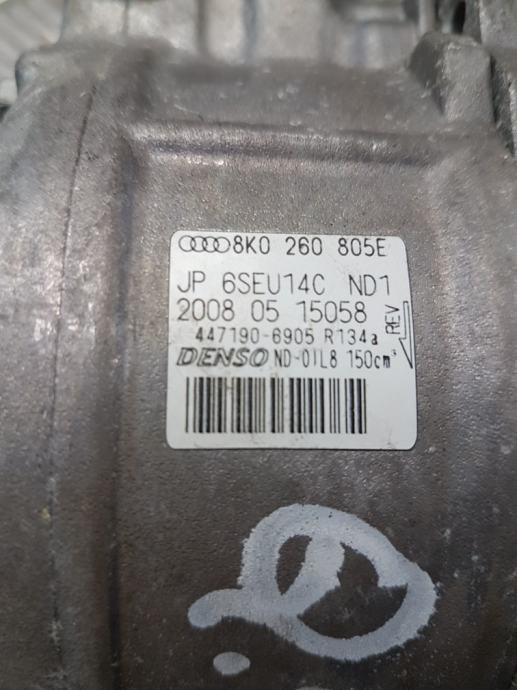 8K0 260 805E
JP 6SEU14C ND1
2008 05 15058
447190-6905 R134a
DENSO ND-OIL8 150cm³
REV